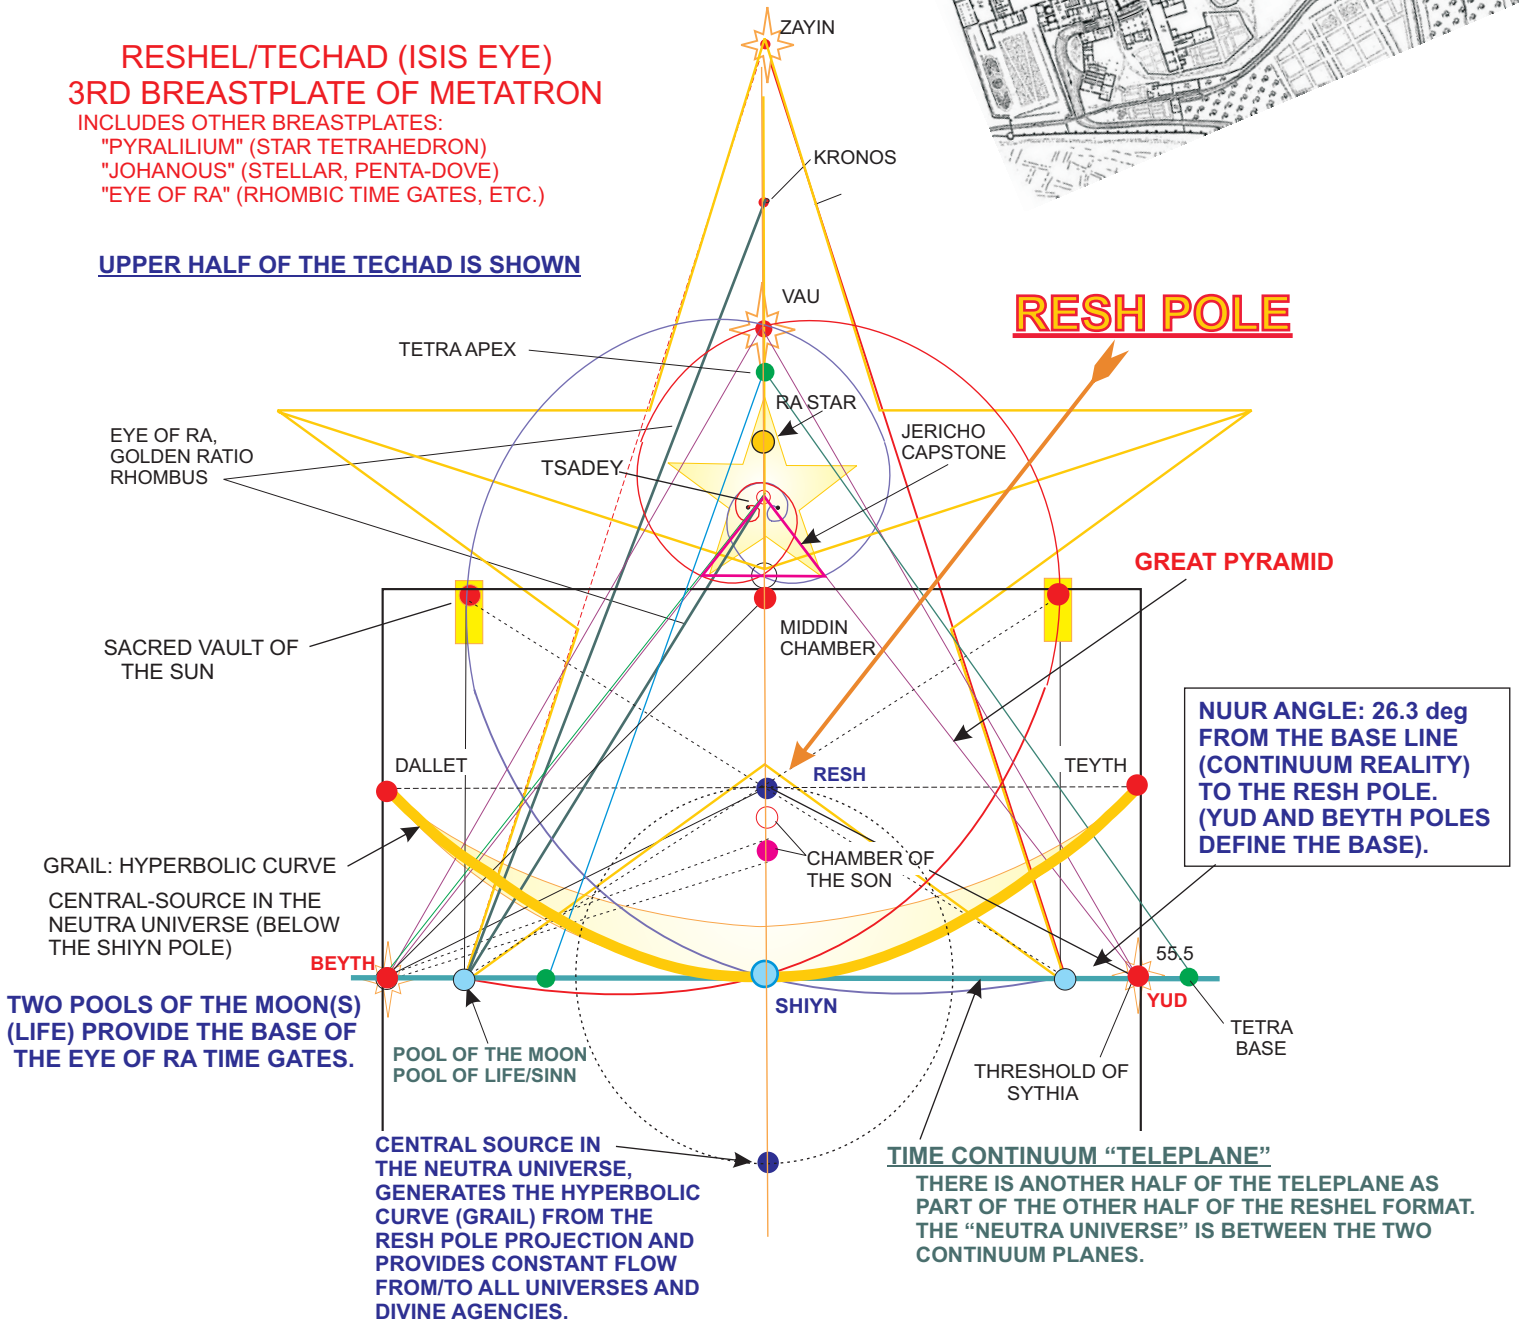 ZAYIN
RESHEL/TECHAD (ISIS EYE)
3RD BREASTPLATE OF METATRON
INCLUDES OTHER BREASTPLATES:
"PYRALILIUM" (STAR TETRAHEDRON)
"JOHANOUS" (STELLAR, PENTA-DOVE)
"EYE OF RA" (RHOMBIC TIME GATES, ETC.)
KRONOS
UPPER HALF OF THE TECHAD IS SHOWN
VAU
RESH POLE
TETRA APEX
RA STAR
EYE OF RA,
GOLDEN RATIO
RHOMBUS
JERICHO
CAPSTONE
TSADEY
GREAT PYRAMID
SACRED VAULT OF
THE SUN
MIDDIN
CHAMBER
NUUR ANGLE: 26.3 deg
FROM THE BASE LINE
(CONTINUUM REALITY)
TO THE RESH POLE.
(YUD AND BEYTH POLES
DEFINE THE BASE).
DALLET
RESH
TEYTH
GRAIL: HYPERBOLIC CURVE
CENTRAL-SOURCE IN THE
NEUTRA UNIVERSE (BELOW
THE SHIYN POLE)
CHAMBER OF
THE SON
BEYTH
55.5
TWO POOLS OF THE MOON(S)
(LIFE) PROVIDE THE BASE OF
THE EYE OF RA TIME GATES.
SHIYN
YUD
TETRA
BASE
POOL OF THE MOON
POOL OF LIFE/SINN
THRESHOLD OF
SYTHIA
CENTRAL SOURCE IN
THE NEUTRA UNIVERSE,
GENERATES THE HYPERBOLIC
CURVE (GRAIL) FROM THE
RESH POLE PROJECTION AND
PROVIDES CONSTANT FLOW
FROM/TO ALL UNIVERSES AND
DIVINE AGENCIES.
TIME CONTINUUM “TELEPLANE”
THERE IS ANOTHER HALF OF THE TELEPLANE AS
PART OF THE OTHER HALF OF THE RESHEL FORMAT.
THE “NEUTRA UNIVERSE” IS BETWEEN THE TWO
CONTINUUM PLANES.